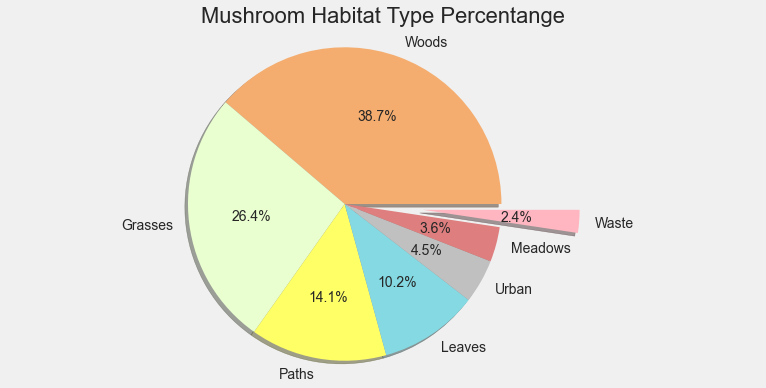 Mushroom Habitat Type Percentange
Woods
38.7%
Grasses
26.4%
2.4%
Waste
3.6%
Meadows
4.5%
Urban
10.2%
Leaves
14.1%
Paths